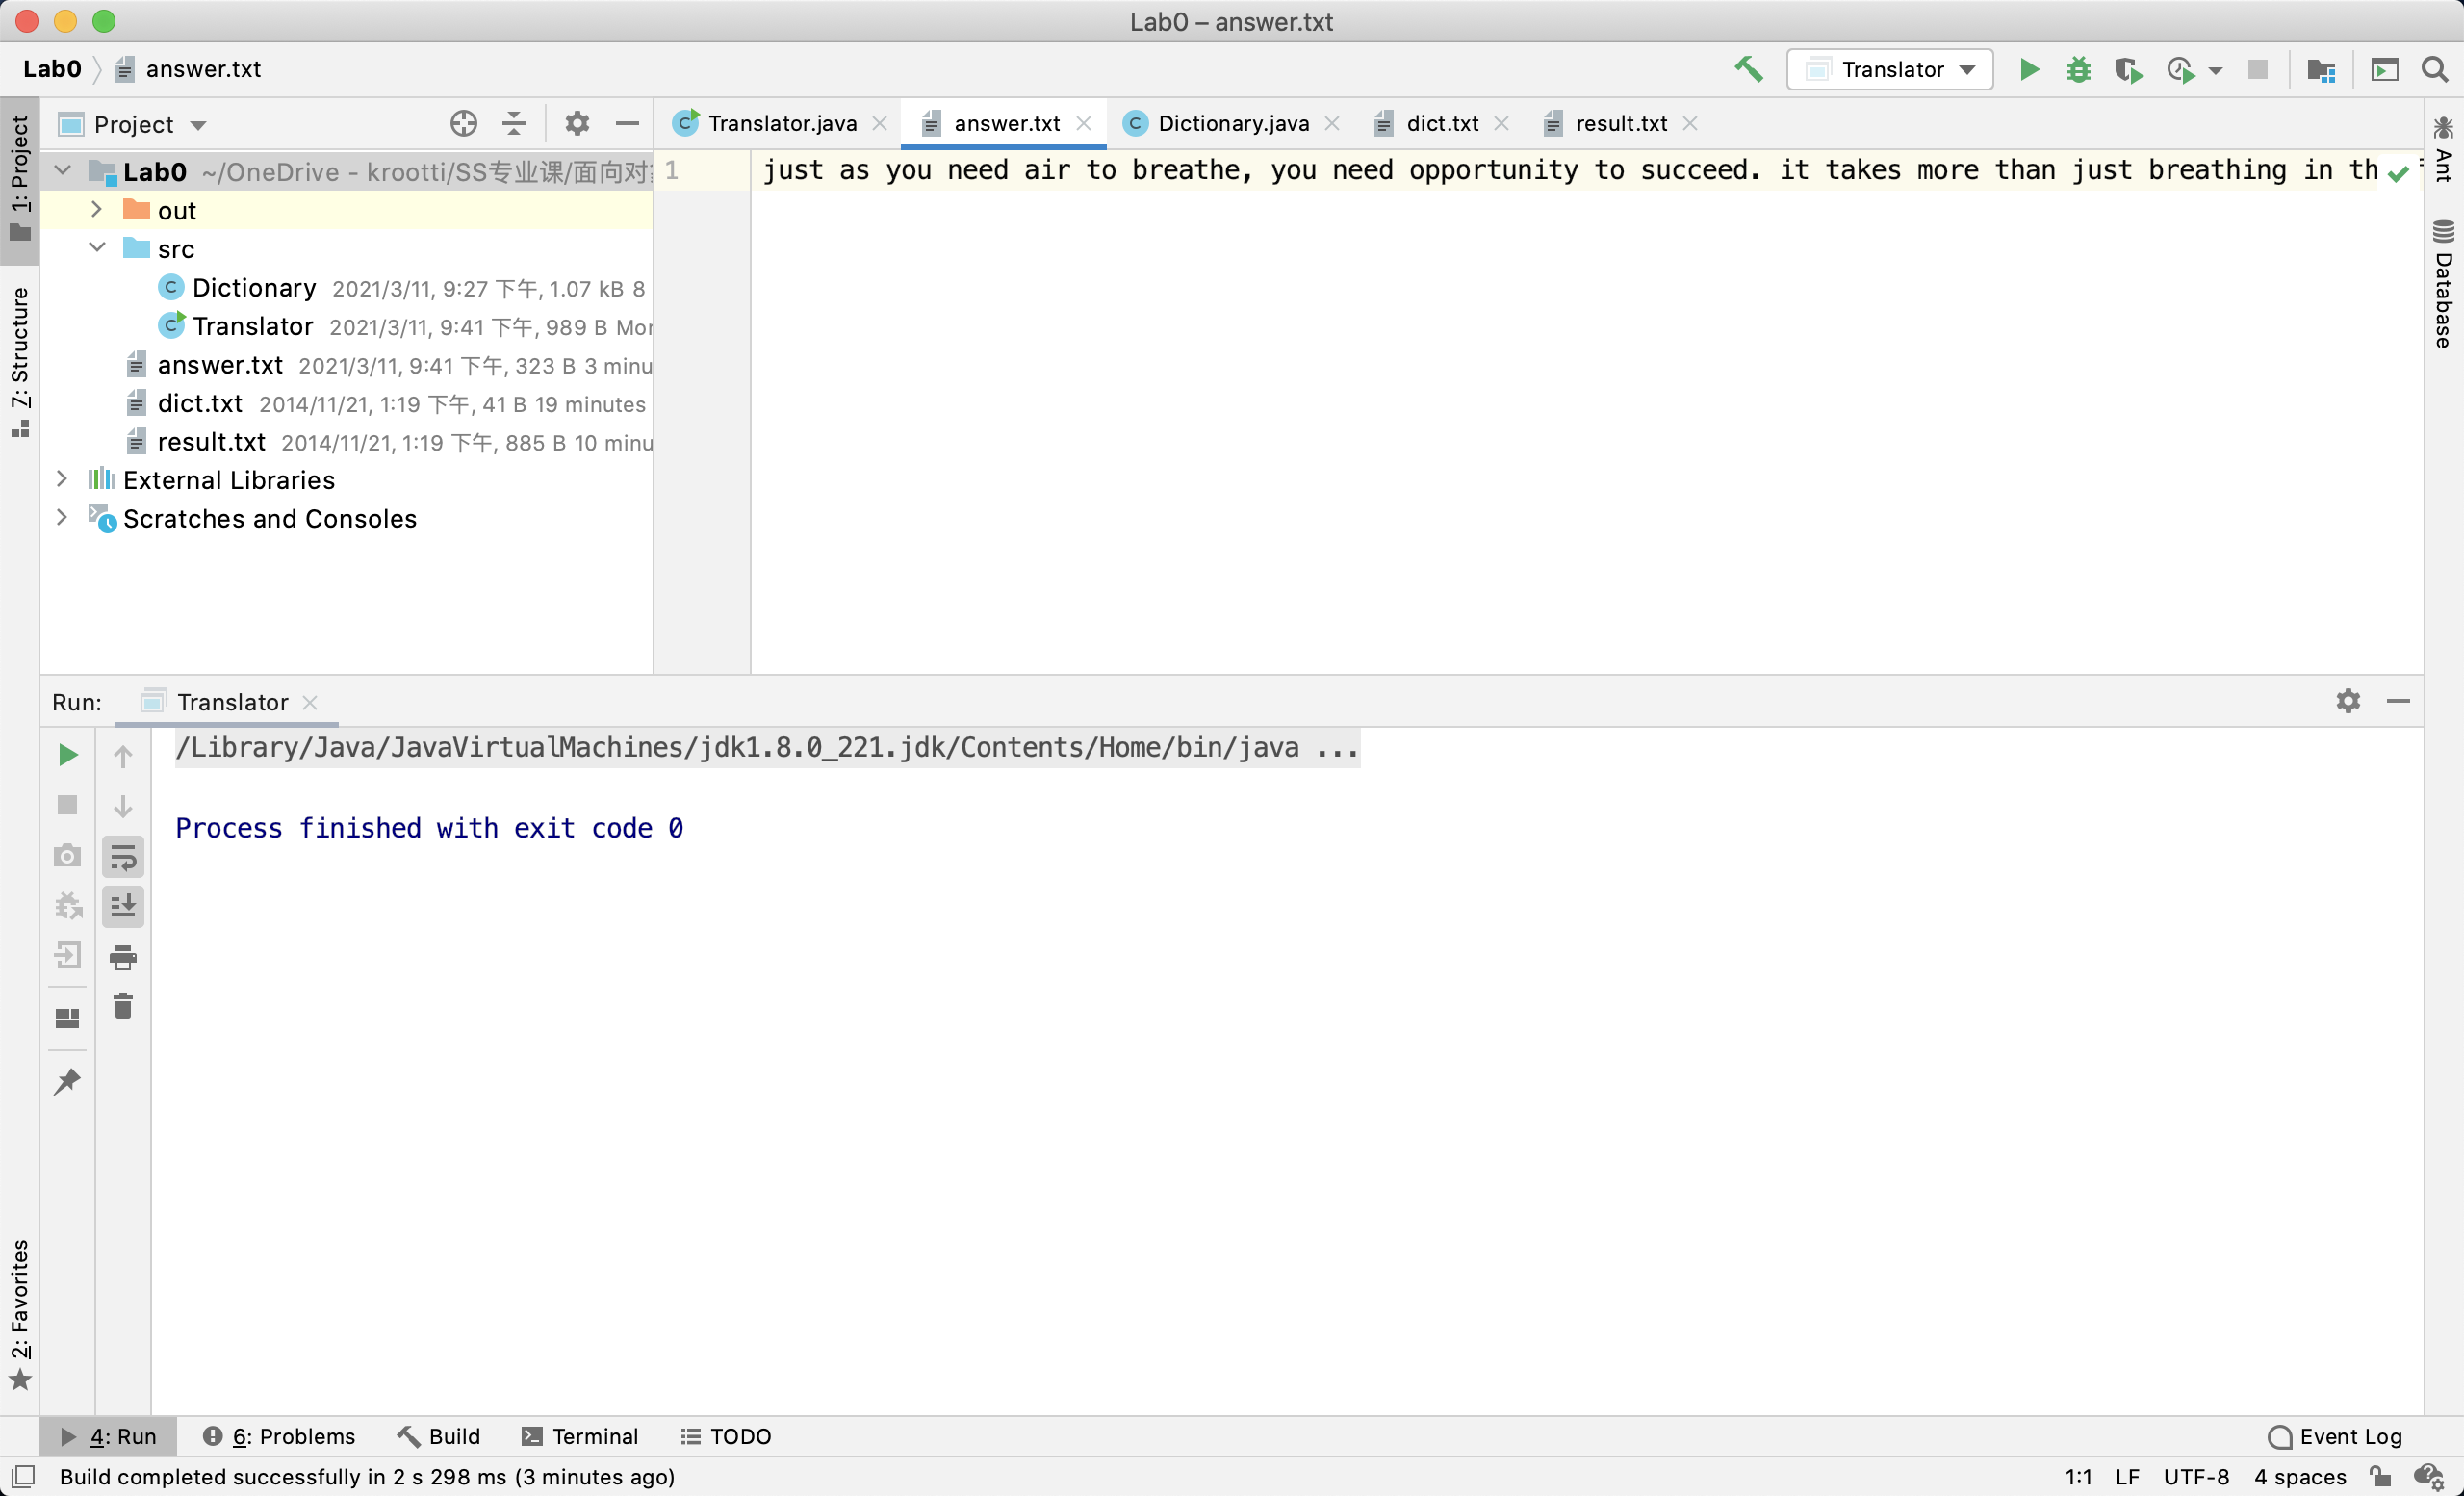 Lab0 – answer.txt
Lab0 answer.txt
Translator
1: Project
Project
Translator.java
answer.txt
Dictionary.java
dict.txt
result.txt
Ant
Database
Lab0 ~/OneDrive - krootti/SS专业课/面向对
out
src
Dictionary 2021/3/11, 9:27 下午, 1.07 kB 8
Translator 2021/3/11, 9:41 下午, 989 B
answer.txt 2021/3/11, 9:41 下午, 323 B 3 minu
dict.txt 2014/11/21, 1:19 下午, 41 B 19 minutes
result.txt 2014/11/21, 1:19 下午, 885 B 10 minu
External Libraries
Scratches and Consoles
7: Structure
1 just as you need air to breathe, you need opportunity to succeed. it takes more than just breathing in th
Run: Translator
/Library/Java/JavaVirtualMachines/jdk1.8.0_221.jdk/Contents/Home/bin/java ...
Process finished with exit code 0
2: Favorites
4: Run
6: Problems
Build
Terminal
TODO
Event Log
Build completed successfully in 2 s 298 ms (3 minutes ago)
1:1 LF UTF-8 4 spaces